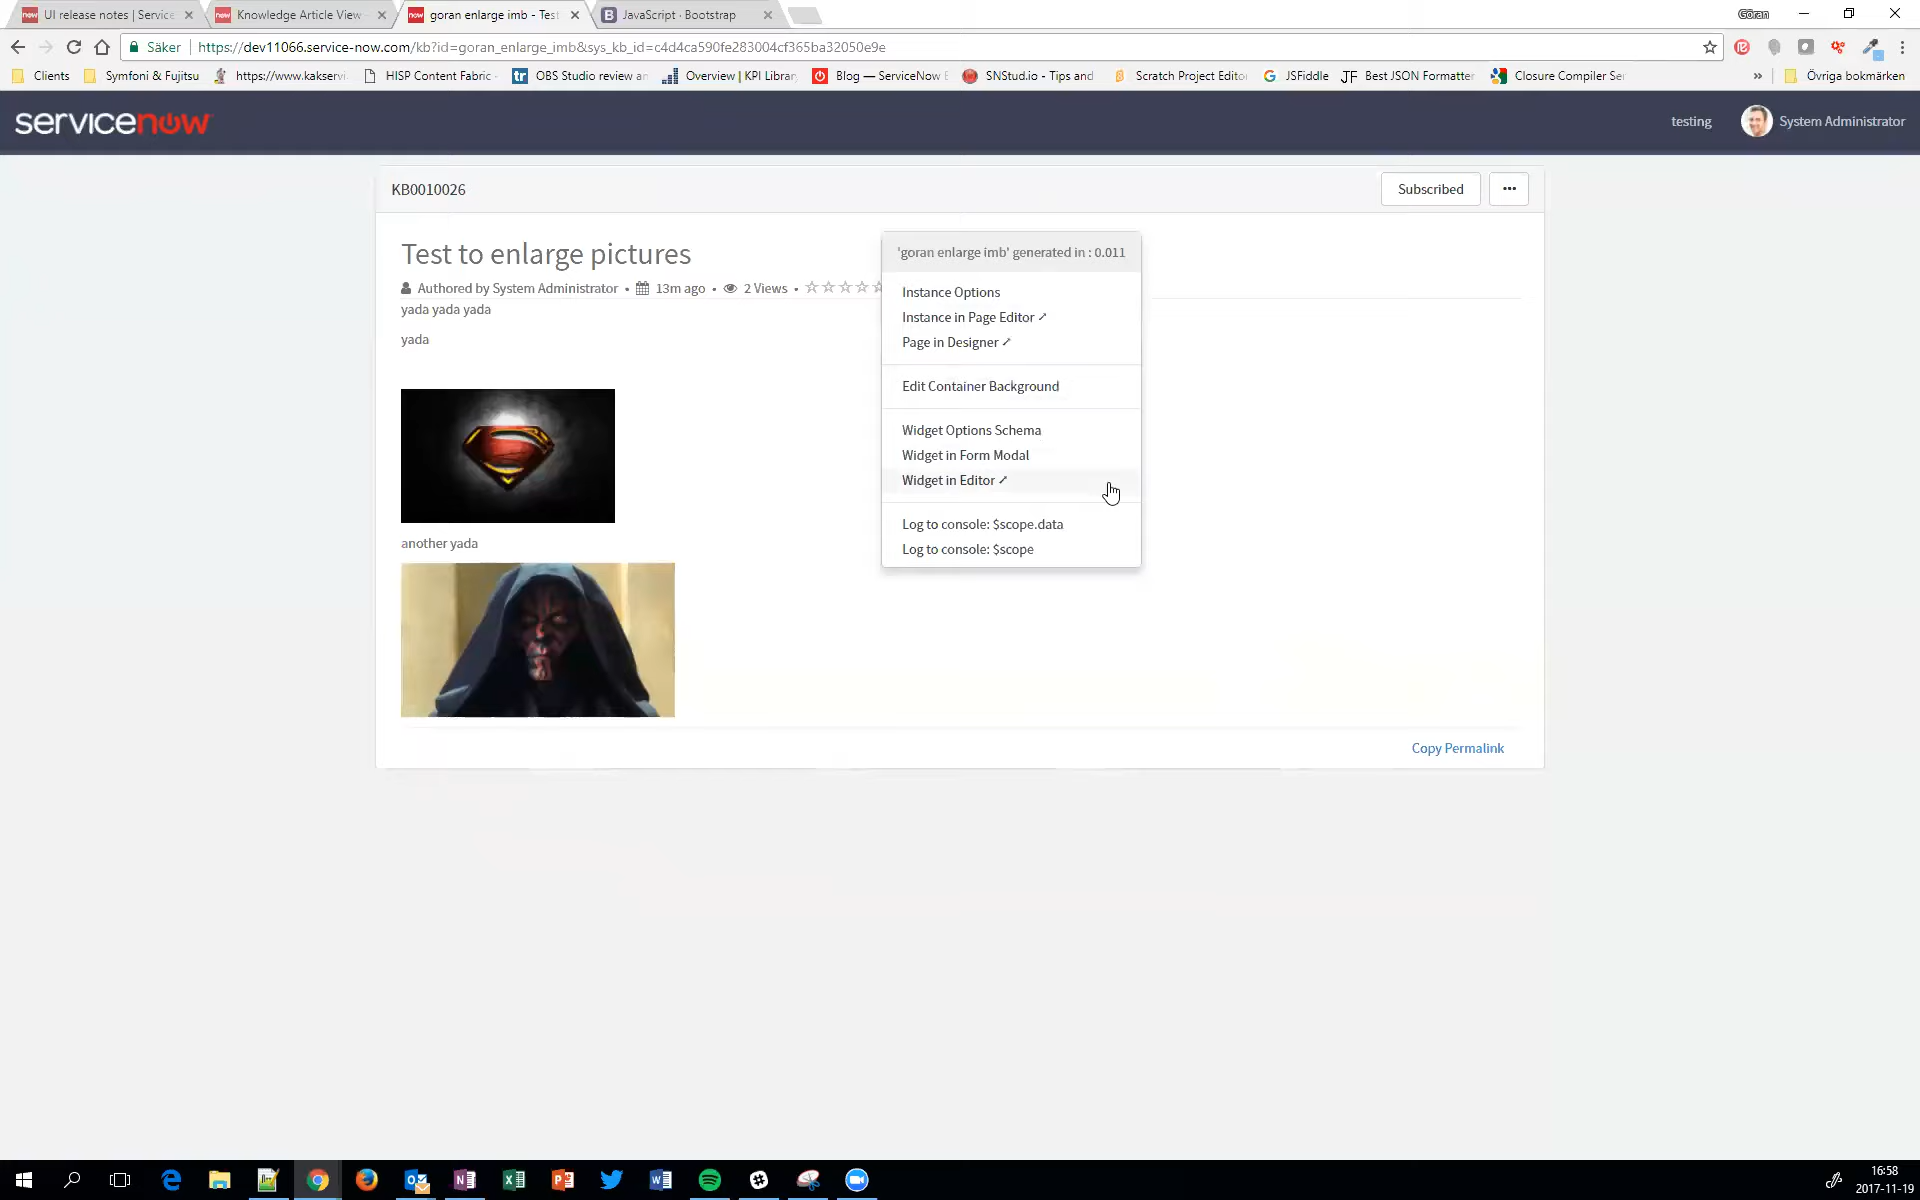 UI release notes | Service
Knowledge Article View -
goran enlarge imb - Test
JavaScript · Bootstrap
Göran
Säker
https://dev11066.service-now.com/kb?id=goran_enlarge_imb&sys_kb_id=c4d4ca590fe283004cf365ba32050e9e
Clients
Symfoni & Fujitsu
https://www.kakservi
HISP Content Fabric -
OBS Studio review an
Overview | KPI Library
Blog — ServiceNow E
SNStud.io - Tips and
Scratch Project Editor
JSFiddle
Best JSON Formatter
Closure Compiler Ser
»
Övriga bokmärken
servicenow
testing
System Administrator
KB0010026
Subscribed
Test to enlarge pictures
Authored by System Administrator • 13m ago • 2 Views •
yada yada yada
yada
another yada
'goran enlarge imb' generated in : 0.011
Instance Options
Instance in Page Editor ➚
Page in Designer ➚
Edit Container Background
Widget Options Schema
Widget in Form Modal
Widget in Editor ➚
Log to console: $scope.data
Log to console: $scope
Copy Permalink
16:58
2017-11-19